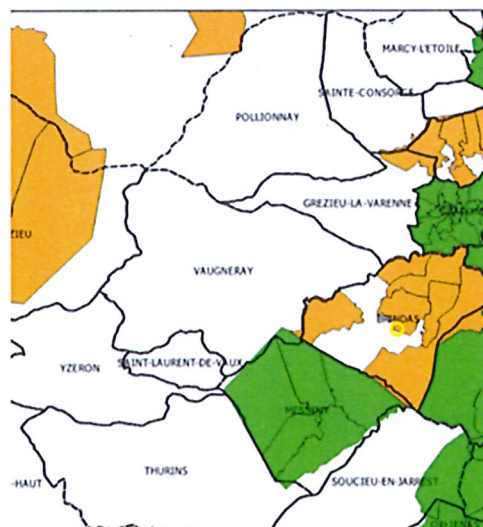 MARCY-L'ETOILE
SAINTE-CONSORCE
POLLIONNAY
GREZIEU-LA-VARENNE
ZIEU
VAUGNERAY
BRINDAS
SAINT-LAURENT-DE-VAUX
YZERON
MESSIMY
THURINS
-HAUT
SOUCIEU-EN-JARREST